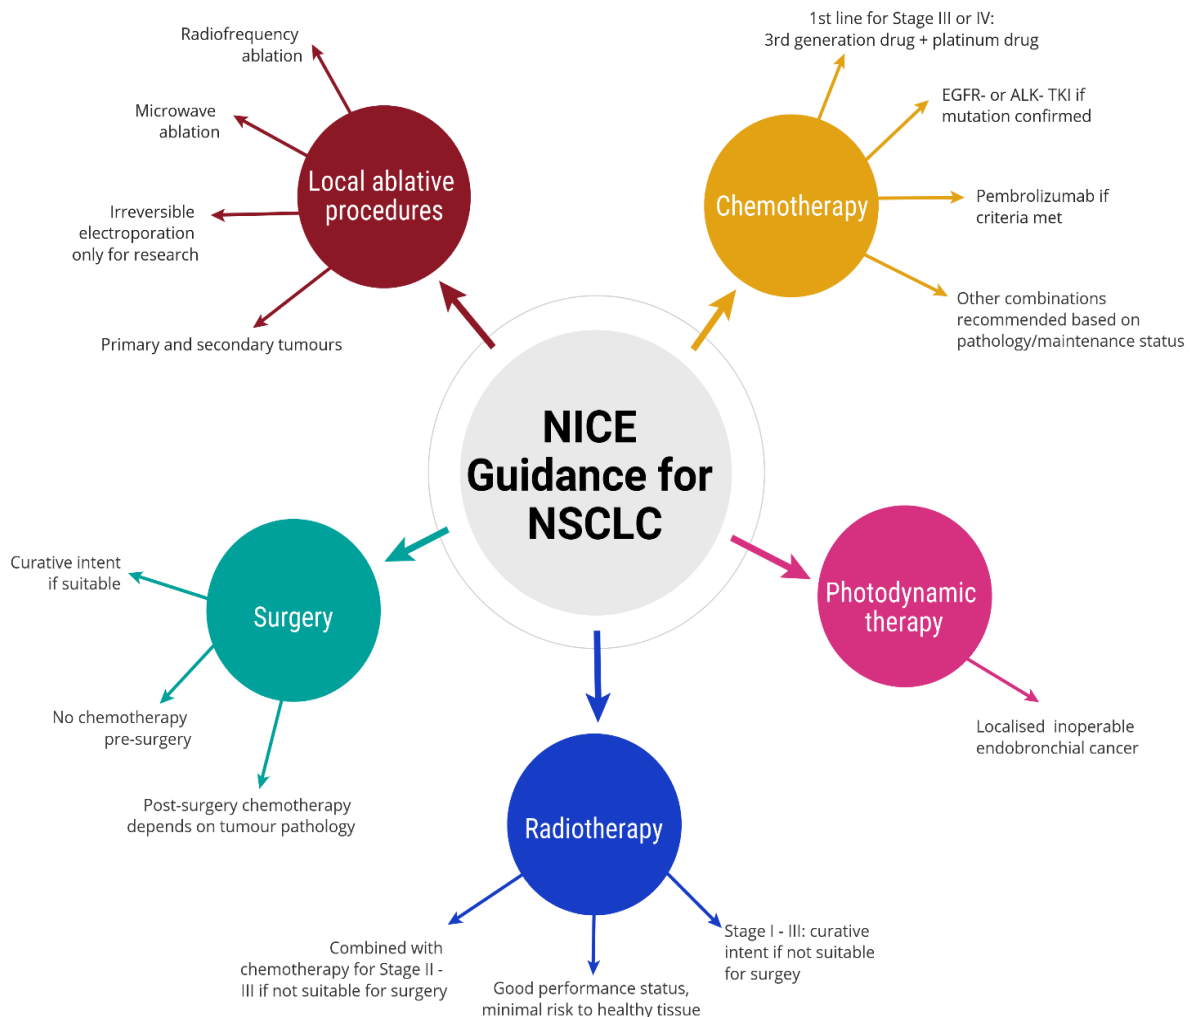 NICE
Guidance for
NSCLC
Local ablative
procedures
Radiofrequency
ablation
Microwave
ablation
Irreversible
electroporation
only for research
Primary and secondary tumours
Chemotherapy
1st line for Stage III or IV:
3rd generation drug + platinum drug
EGFR- or ALK- TKI if
mutation confirmed
Pembrolizumab if
criteria met
Other combinations
recommended based on
pathology/maintenance status
Photodynamic
therapy
Localised inoperable
endobronchial cancer
Radiotherapy
Stage I - III: curative
intent if not suitable
for surgey
Good performance status,
minimal risk to healthy tissue
Combined with
chemotherapy for Stage II -
III if not suitable for surgery
Surgery
Curative intent
if suitable
No chemotherapy
pre-surgery
Post-surgery chemotherapy
depends on tumour pathology